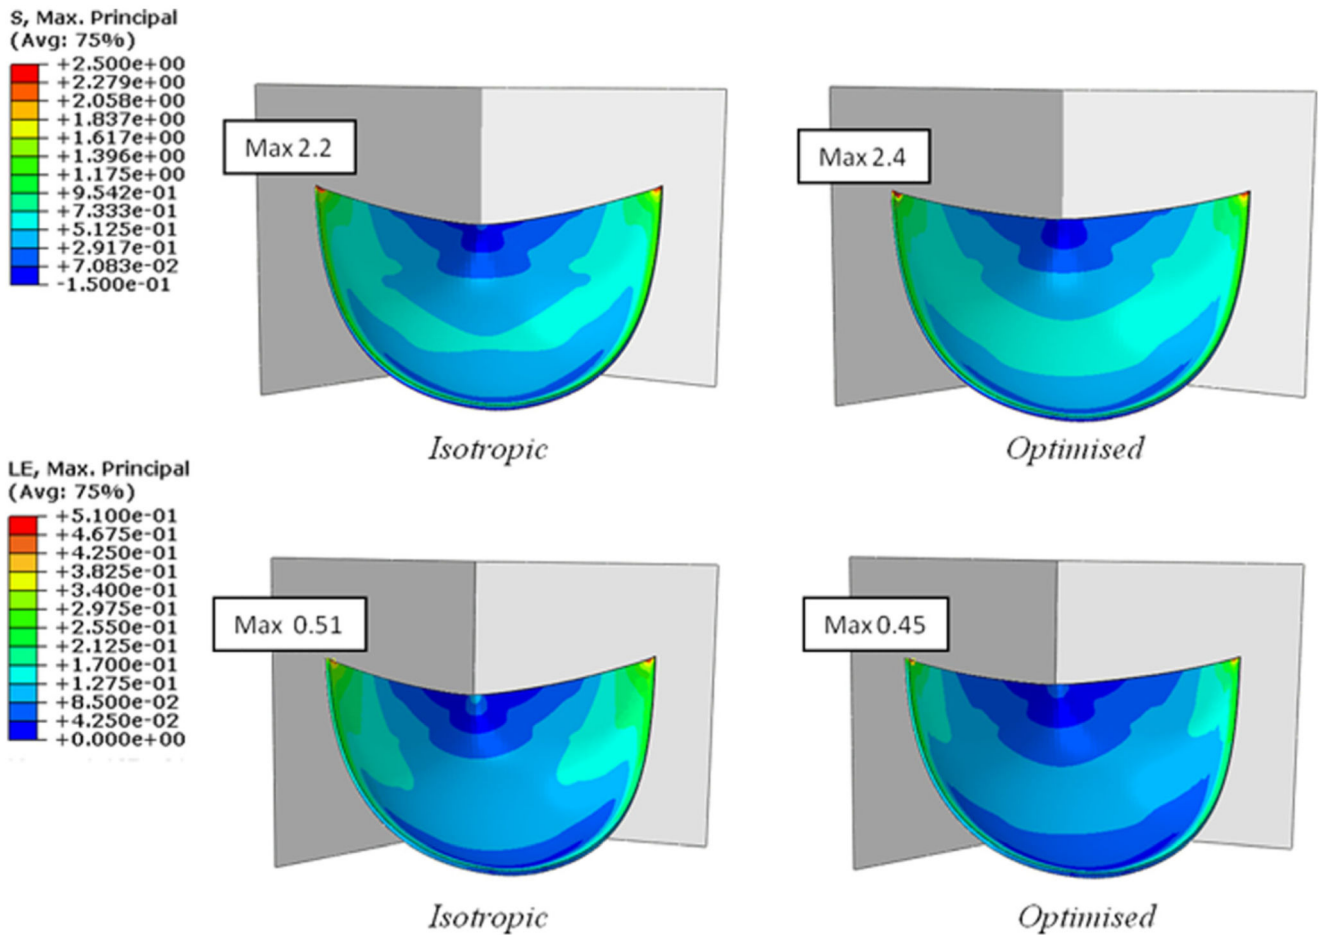 S, Max. Principal
(Avg: 75%)
+2.500e+00
+2.279e+00
+2.058e+00
+1.837e+00
+1.617e+00
+1.396e+00
+1.175e+00
+9.542e-01
+7.333e-01
+5.125e-01
+2.917e-01
+7.083e-02
-1.500e-01
Max 2.2
Max 2.4
Isotropic
Optimised
LE, Max. Principal
(Avg: 75%)
+5.100e-01
+4.675e-01
+4.250e-01
+3.825e-01
+3.400e-01
+2.975e-01
+2.550e-01
+2.125e-01
+1.700e-01
+1.275e-01
+8.500e-02
+4.250e-02
+0.000e+00
Max 0.51
Max 0.45
Isotropic
Optimised